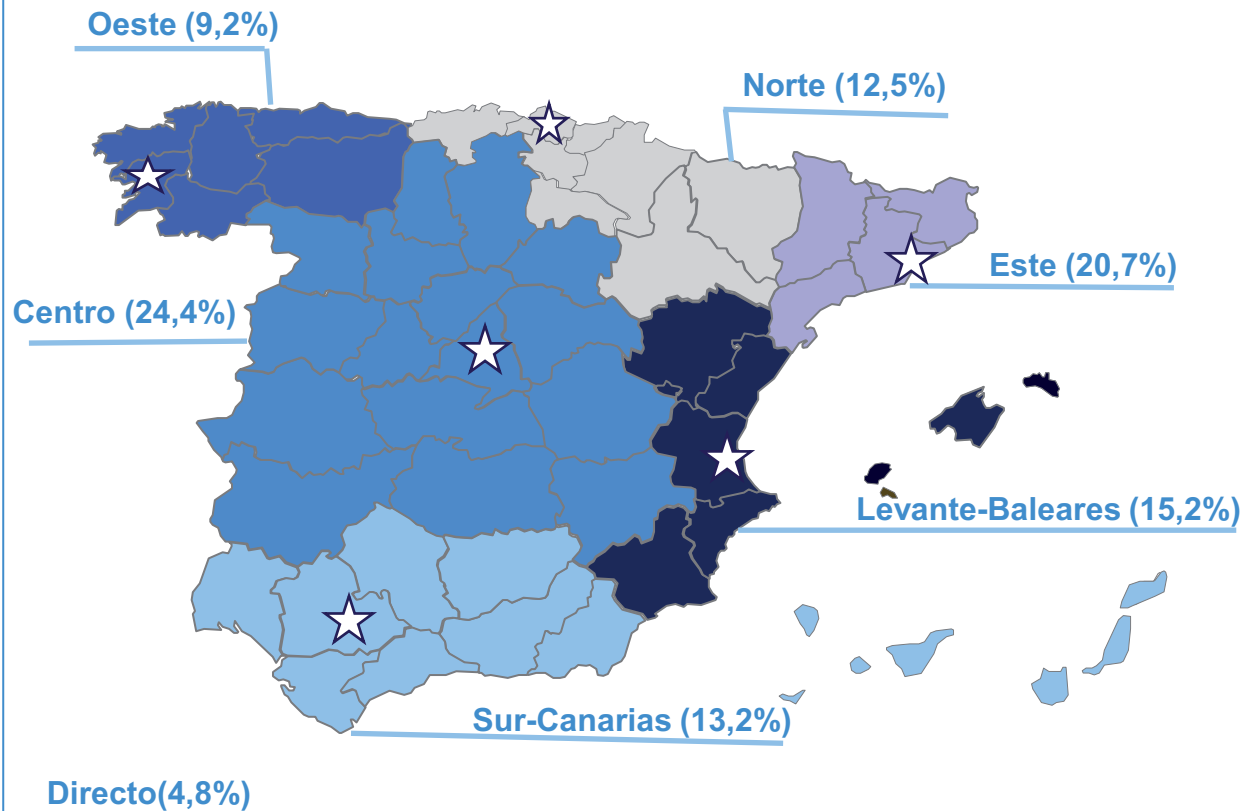 Oeste (9,2%)
Norte (12,5%)
Este (20,7%)
Centro (24,4%)
Levante-Baleares (15,2%)
Sur-Canarias (13,2%)
Directo(4,8%)